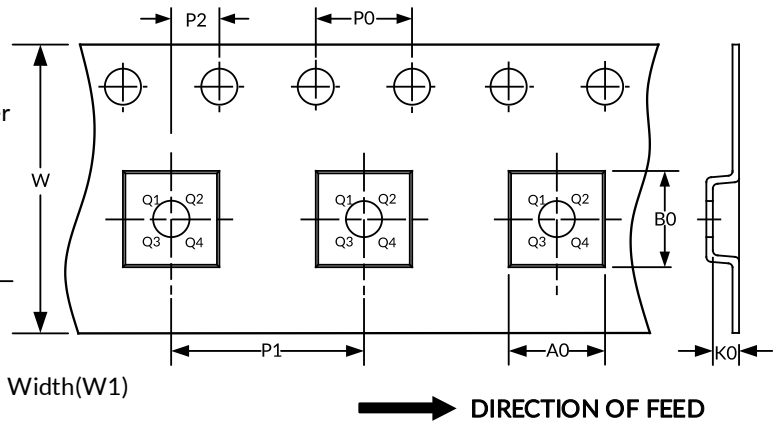 P2
P0
er
W
Q1 Q2
Q3 Q4
Q1 Q2
Q3 Q4
Q1 Q2
Q3 Q4
B0
P1
A0
K0
Width(W1)
DIRECTION OF FEED